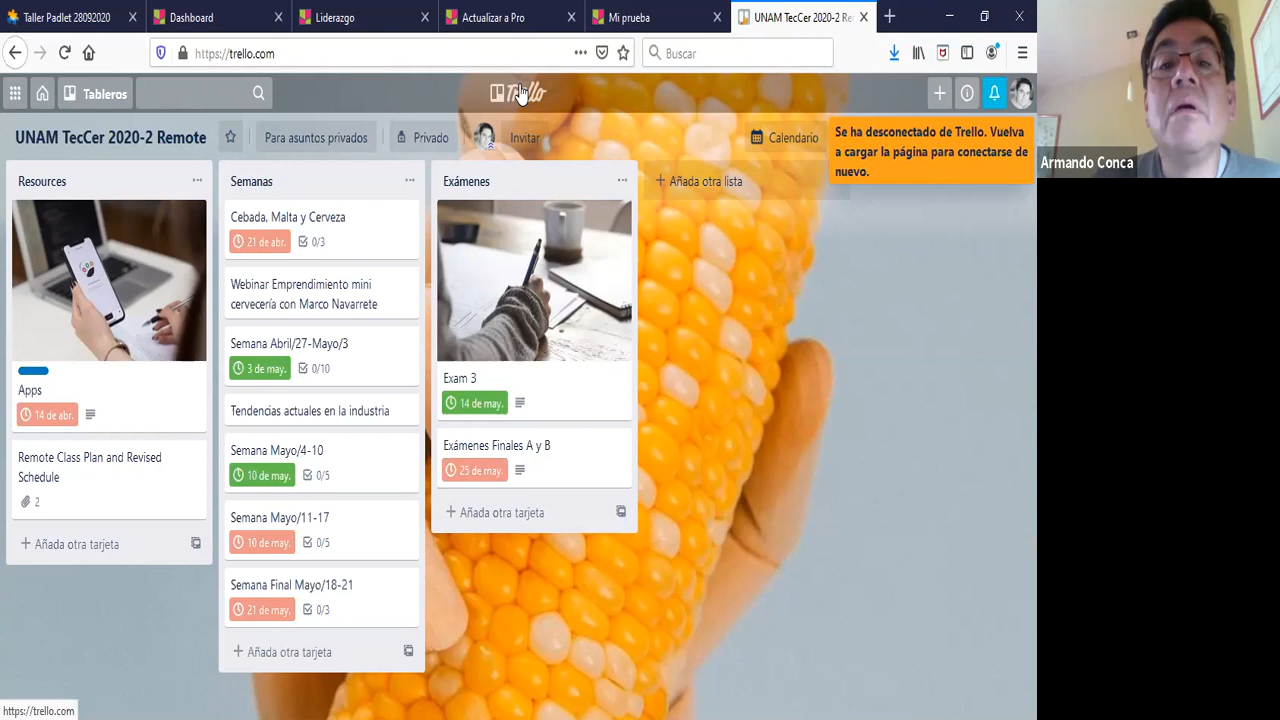 Taller Padlet 28092020
Dashboard
Liderazgo
Actualizar a Pro
Mi prueba
UNAM TecCer 2020-2 Re
https://trello.com
Buscar
Tableros
Trello
UNAM TecCer 2020-2 Remote
Para asuntos privados
Privado
Invitar
Calendario
Se ha desconectado de Trello. Vuelva
a cargar la página para conectarse de
nuevo.
Armando Conca
Resources
Apps
14 de abr.
Remote Class Plan and Revised
Schedule
2
+ Añada otra tarjeta
Semanas
Cebada, Malta y Cerveza
21 de abr.
0/3
Webinar Emprendimiento mini
cervecería con Marco Navarrete
Semana Abril/27-Mayo/3
3 de may.
0/10
Tendencias actuales en la industria
Semana Mayo/4-10
10 de may.
0/5
Semana Mayo/11-17
10 de may.
0/5
Semana Final Mayo/18-21
21 de may.
0/3
+ Añada otra tarjeta
Exámenes
Exam 3
14 de may.
Exámenes Finales A y B
25 de may.
+ Añada otra tarjeta
+ Añada otra lista
https://trello.com